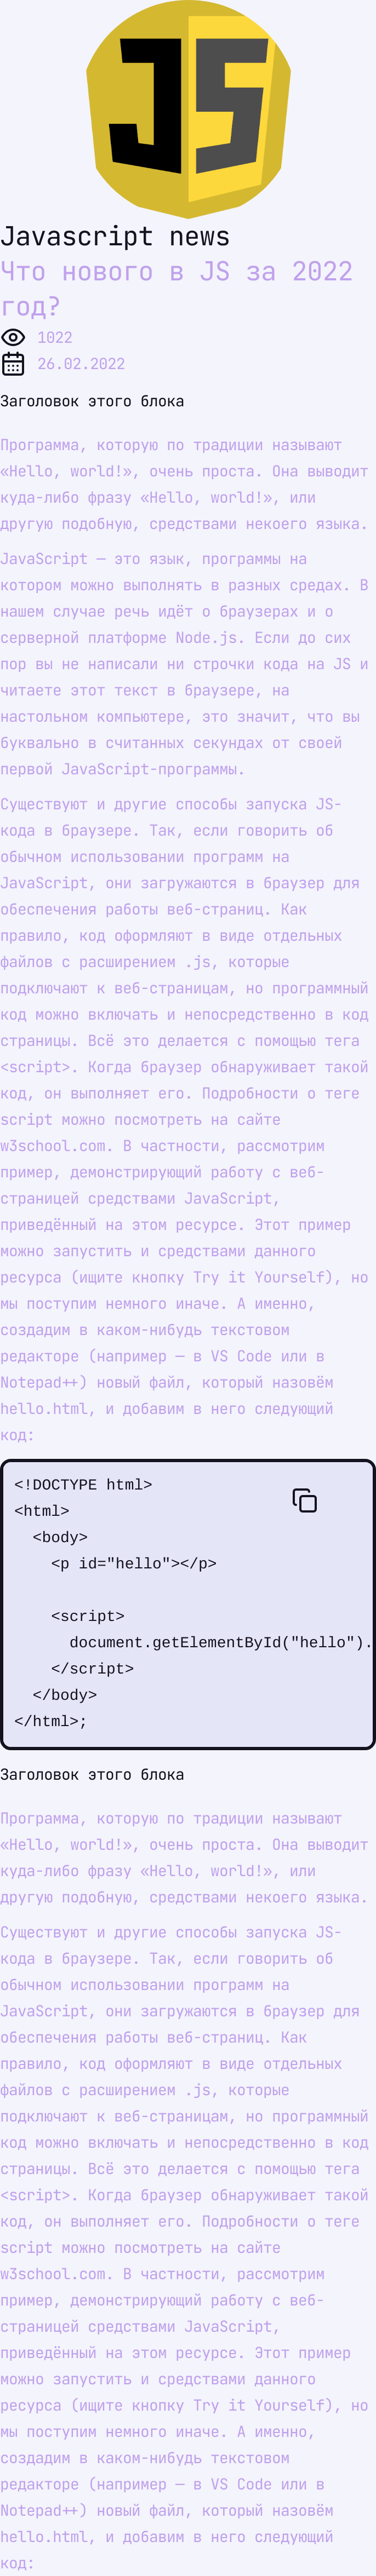 JS
Javascript news
Что нового в JS за 2022
год?
1022
26.02.2022
Заголовок этого блока
Программа, которую по традиции называют
«Hello, world!», очень проста. Она выводит
куда-либо фразу «Hello, world!», или
другую подобную, средствами некоего языка.
JavaScript — это язык, программы на
котором можно выполнять в разных средах. В
нашем случае речь идёт о браузерах и о
серверной платформе Node.js. Если до сих
пор вы не написали ни строчки кода на JS и
читаете этот текст в браузере, на
настольном компьютере, это значит, что вы
буквально в считанных секундах от своей
первой JavaScript-программы.
Существуют и другие способы запуска JS-
кода в браузере. Так, если говорить об
обычном использовании программ на
JavaScript, они загружаются в браузер для
обеспечения работы веб-страниц. Как
правило, код оформляют в виде отдельных
файлов с расширением .js, которые
подключают к веб-страницам, но программный
код можно включать и непосредственно в код
страницы. Всё это делается с помощью тега
<script>. Когда браузер обнаруживает такой
код, он выполняет его. Подробности о теге
script можно посмотреть на сайте
w3school.com. В частности, рассмотрим
пример, демонстрирующий работу с веб-
страницей средствами JavaScript,
приведённый на этом ресурсе. Этот пример
можно запустить и средствами данного
ресурса (ищите кнопку Try it Yourself), но
мы поступим немного иначе. А именно,
создадим в каком-нибудь текстовом
редакторе (например — в VS Code или в
Notepad++) новый файл, который назовём
hello.html, и добавим в него следующий
код:
<!DOCTYPE html>
<html>
  <body>
    <p id="hello"></p>
    <script>
      document.getElementById("hello").
    </script>
  </body>
</html>;
Заголовок этого блока
Программа, которую по традиции называют
«Hello, world!», очень проста. Она выводит
куда-либо фразу «Hello, world!», или
другую подобную, средствами некоего языка.
Существуют и другие способы запуска JS-
кода в браузере. Так, если говорить об
обычном использовании программ на
JavaScript, они загружаются в браузер для
обеспечения работы веб-страниц. Как
правило, код оформляют в виде отдельных
файлов с расширением .js, которые
подключают к веб-страницам, но программный
код можно включать и непосредственно в код
страницы. Всё это делается с помощью тега
<script>. Когда браузер обнаруживает такой
код, он выполняет его. Подробности о теге
script можно посмотреть на сайте
w3school.com. В частности, рассмотрим
пример, демонстрирующий работу с веб-
страницей средствами JavaScript,
приведённый на этом ресурсе. Этот пример
можно запустить и средствами данного
ресурса (ищите кнопку Try it Yourself), но
мы поступим немного иначе. А именно,
создадим в каком-нибудь текстовом
редакторе (например — в VS Code или в
Notepad++) новый файл, который назовём
hello.html, и добавим в него следующий
код: